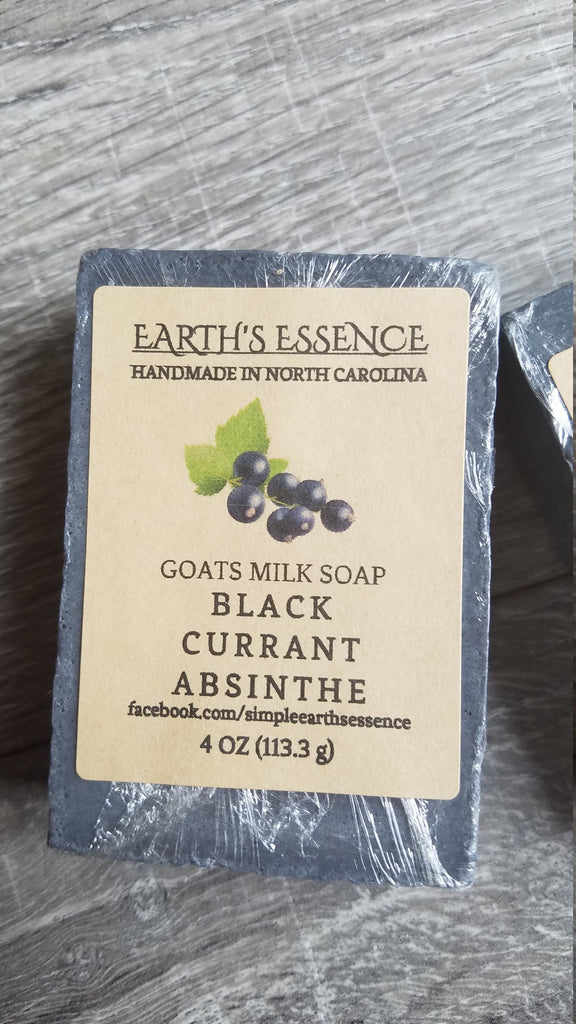 EARTH'S ESSENCE
HANDMADE IN NORTH CAROLINA
GOATS MILK SOAP
BLACK
CURRANT
ABSINTHE
facebook.com/simpleearthsessence
4 OZ (113.3 g)